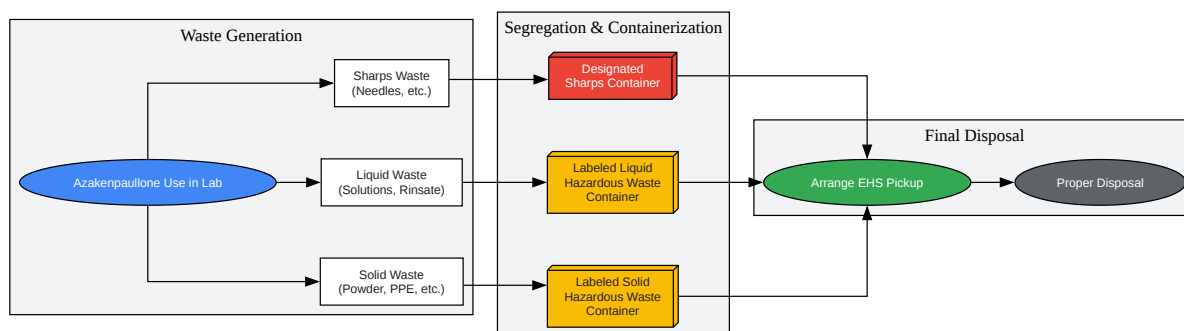 Waste Generation
Segregation & Containerization
Final Disposal
Azakenpaullone Use in Lab
Sharps Waste
(Needles, etc.)
Liquid Waste
(Solutions, Rinsate)
Solid Waste
(Powder, PPE, etc.)
Designated
Sharps Container
Labeled Liquid
Hazardous Waste
Container
Labeled Solid
Hazardous Waste
Container
Arrange EHS Pickup
Proper Disposal